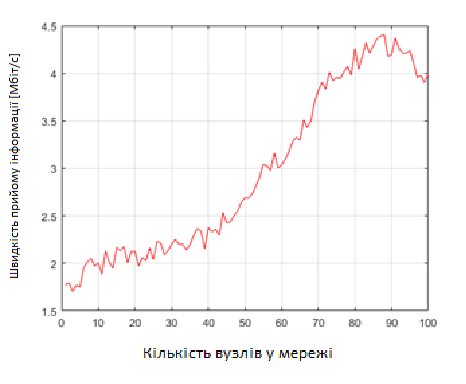 Швидкість прийому інформації [Мбіт/с]
4.5
4
3.5
3
2.5
2
1.5
0 10 20 30 40 50 60 70 80 90 100
Кількість вузлів у мережі